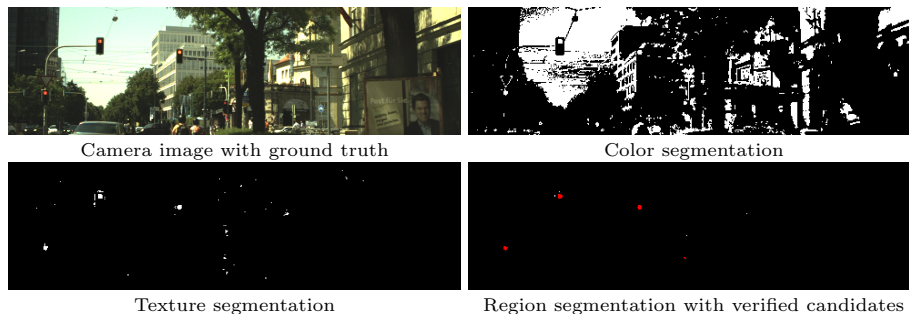 Camera image with ground truth
Color segmentation
Texture segmentation
Region segmentation with verified candidates